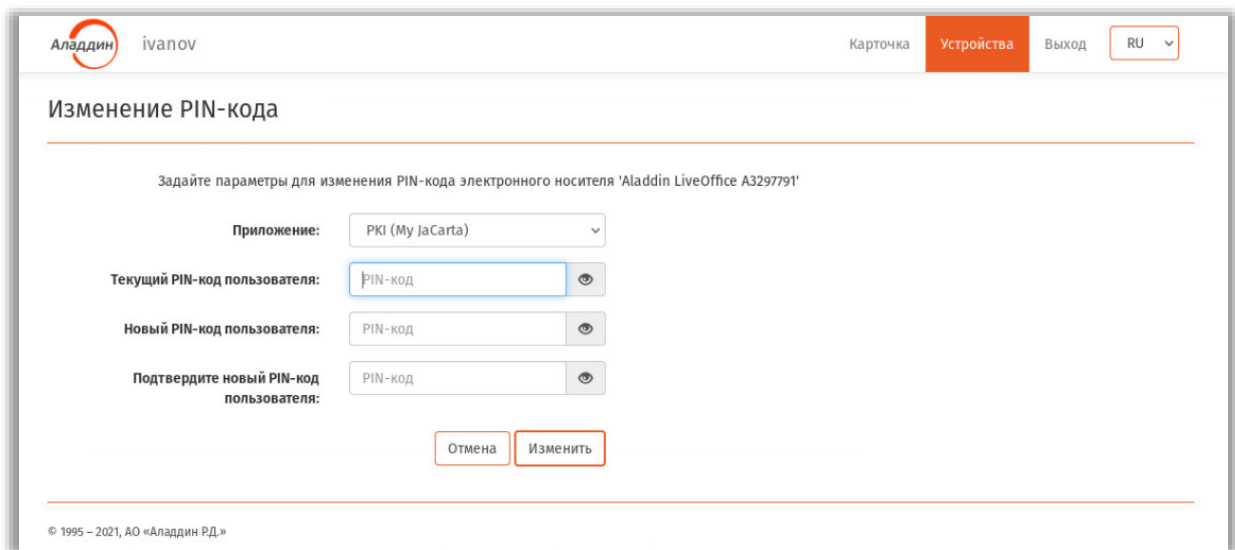 Аладдин ivanov Карточка Устройства Выход RU
Изменение PIN-кода
Задайте параметры для изменения PIN-кода электронного носителя 'Aladdin LiveOffice A3297791'
Приложение: PKI (My JaCarta)
Текущий PIN-код пользователя: PIN-код
Новый PIN-код пользователя: PIN-код
Подтвердите новый PIN-код PIN-код
пользователя:
Отмена Изменить
© 1995 – 2021, АО «Аладдин Р.Д.»